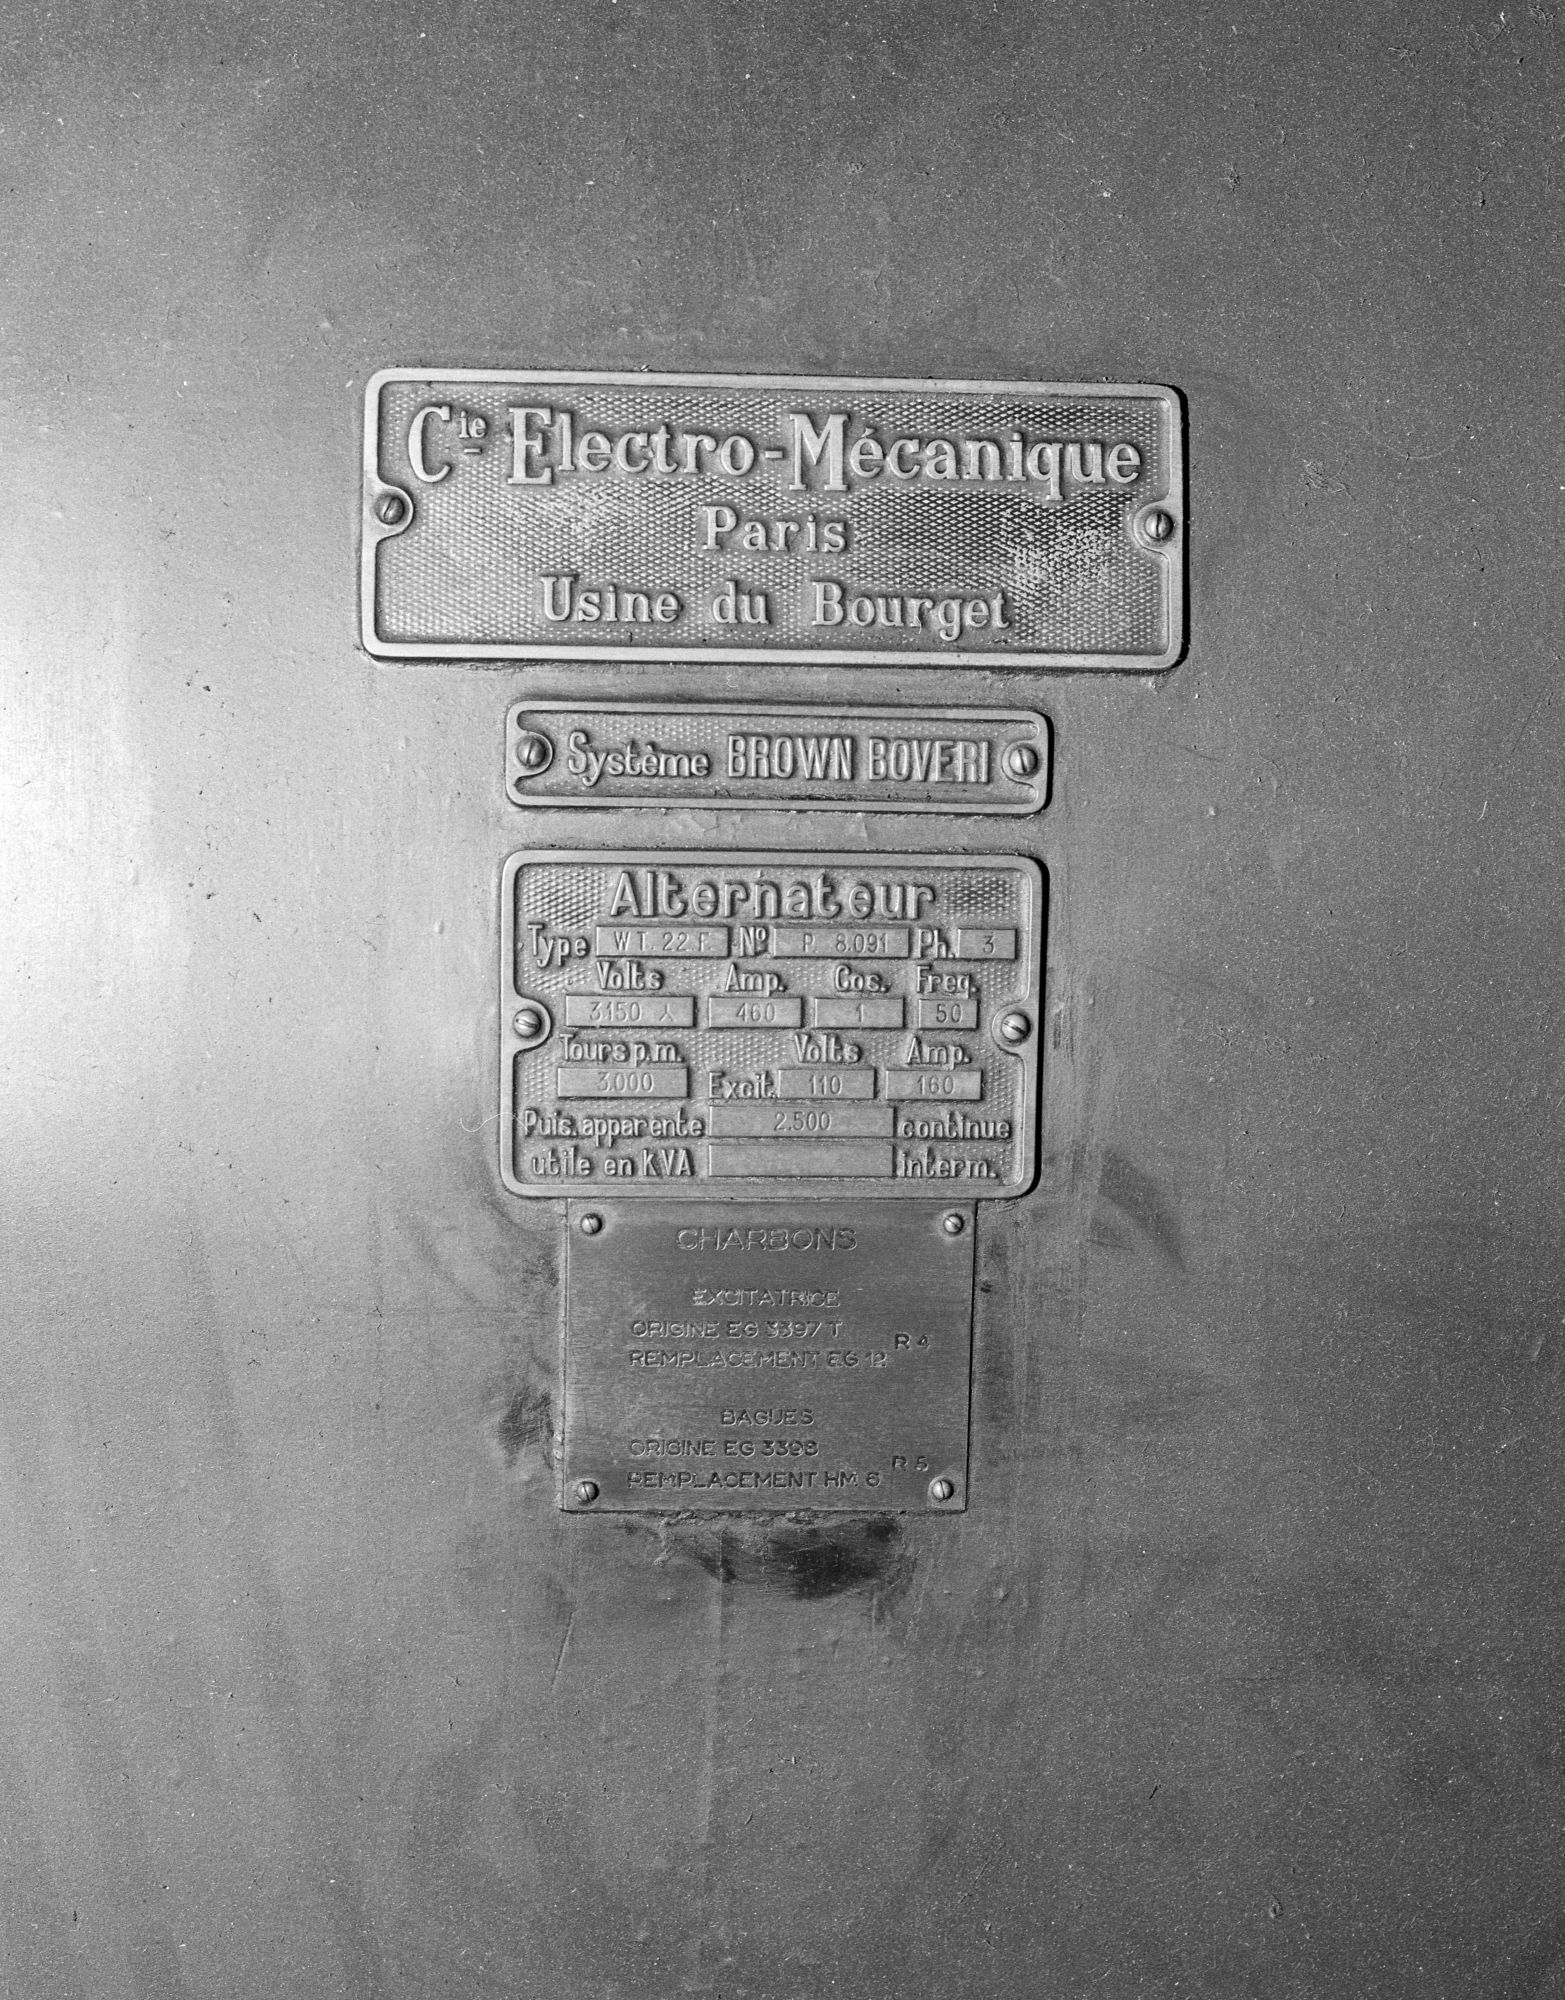 Cie Electro-Mécanique
Paris
Usine du Bourget
Système BROWN BOVERI
Alternateur
Type WT. 22 F. No P. 8.091 Ph. 3
Volts Amp. Cos. Freq.
3150 人 460 1 50
Tours p.m. Volts Amp.
3.000 Excit. 110 160
Puis. apparente 2.500 continue
utile en KVA interm.
CHARBONS
EXCITATRICE
ORIGINE EG 3397 T
R 4
REMPLACEMENT EG 12
BAGUES
ORIGINE EG 3398
R 5
REMPLACEMENT HM 6